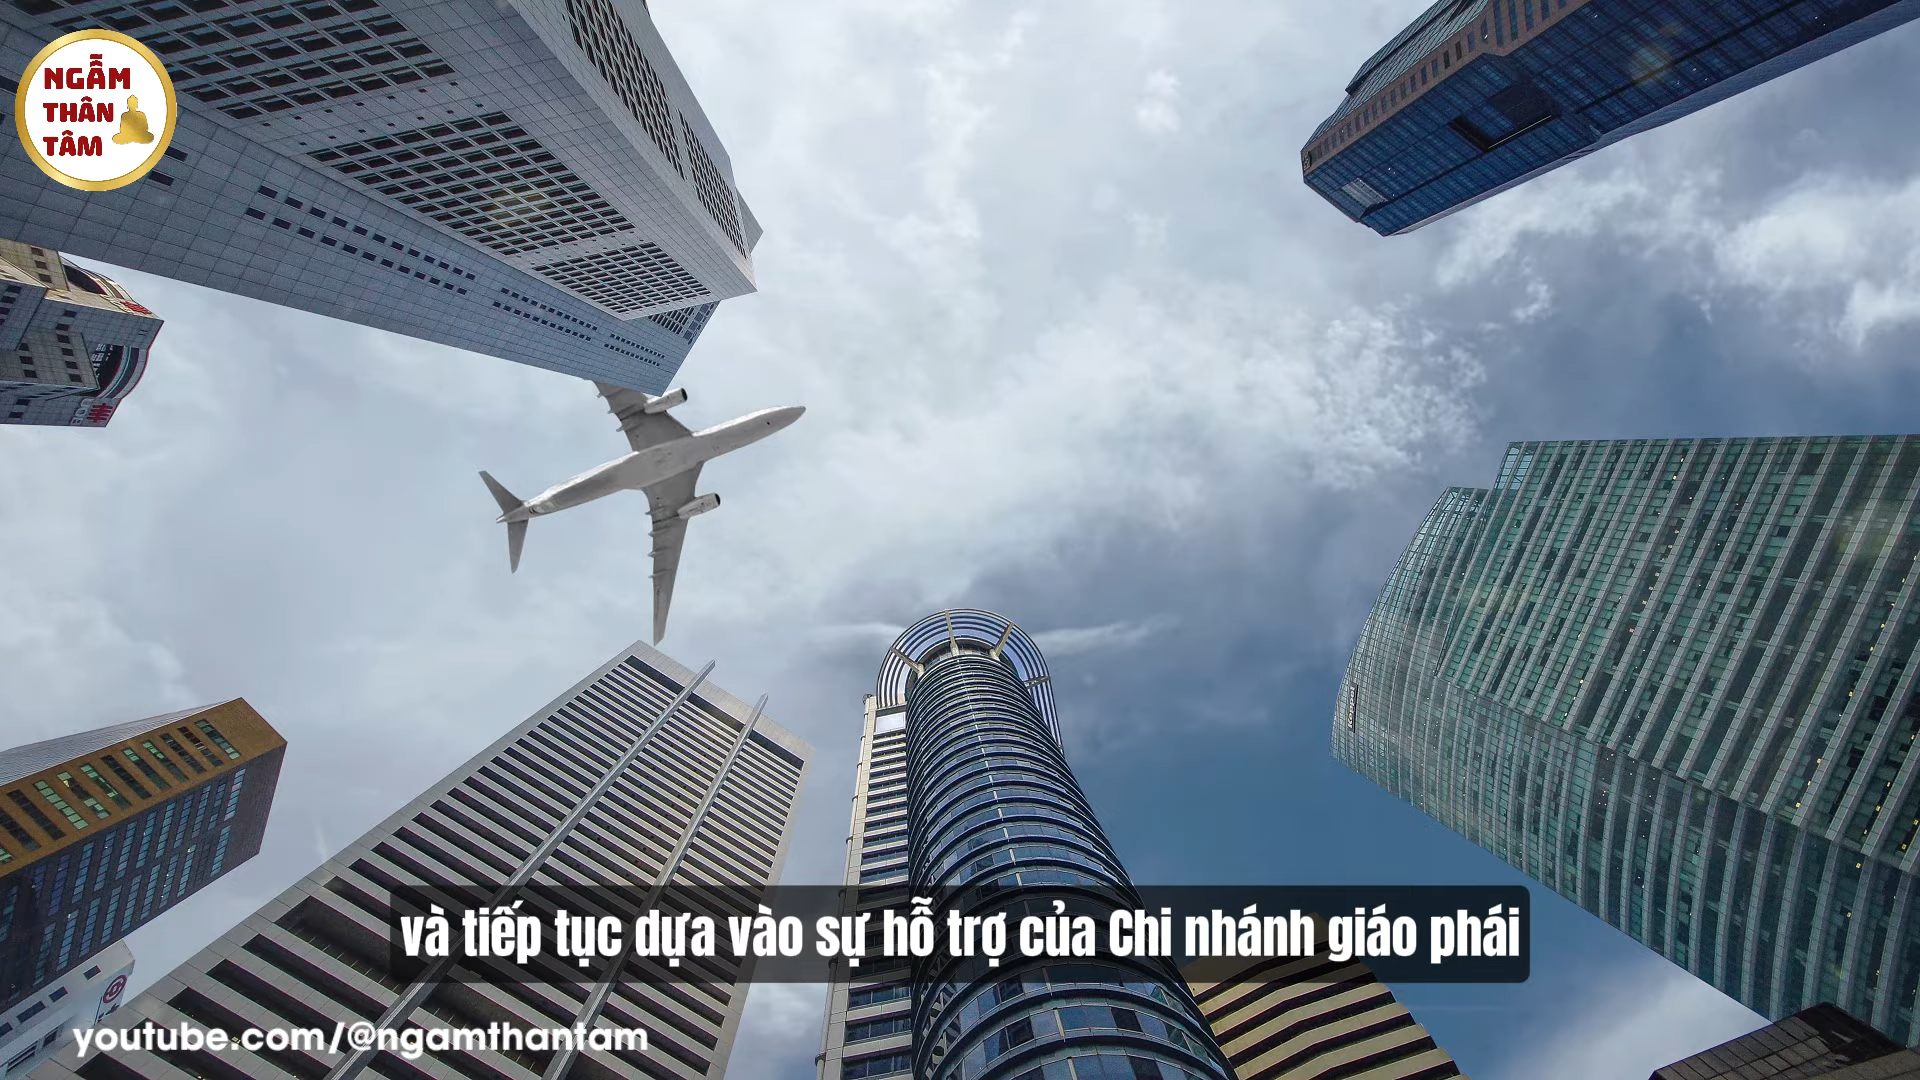 NGẪM
THÂN
TÂM
và tiếp tục dựa vào sự hỗ trợ của Chi nhánh giáo phái
youtube.com/@ngamthantam